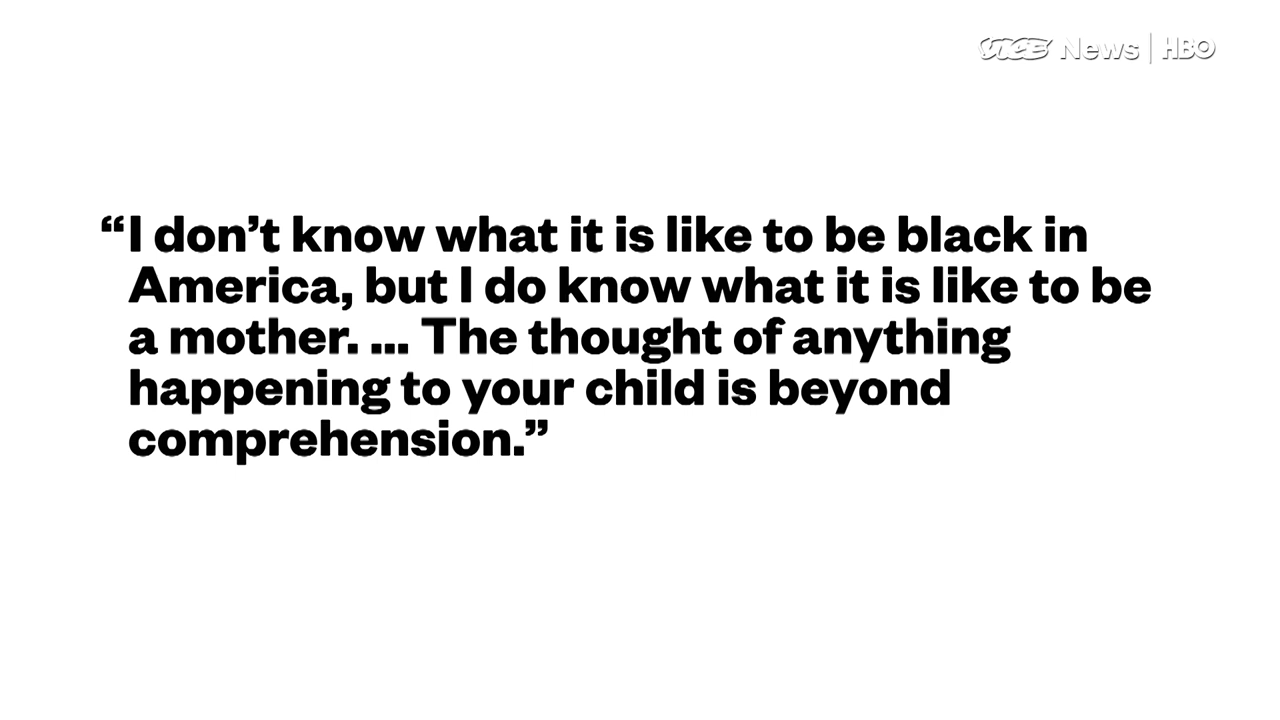 VICE News | HBO
“I don’t know what it is like to be black in
America, but I do know what it is like to be
a mother. ... The thought of anything
happening to your child is beyond
comprehension.”